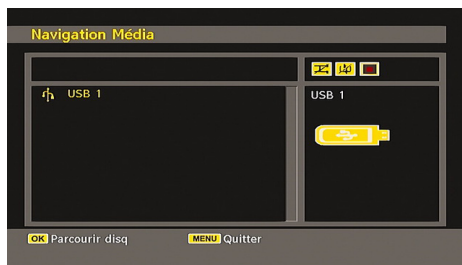 Navigation Média
USB 1
USB 1
OK Parcourir disq
MENU Quitter